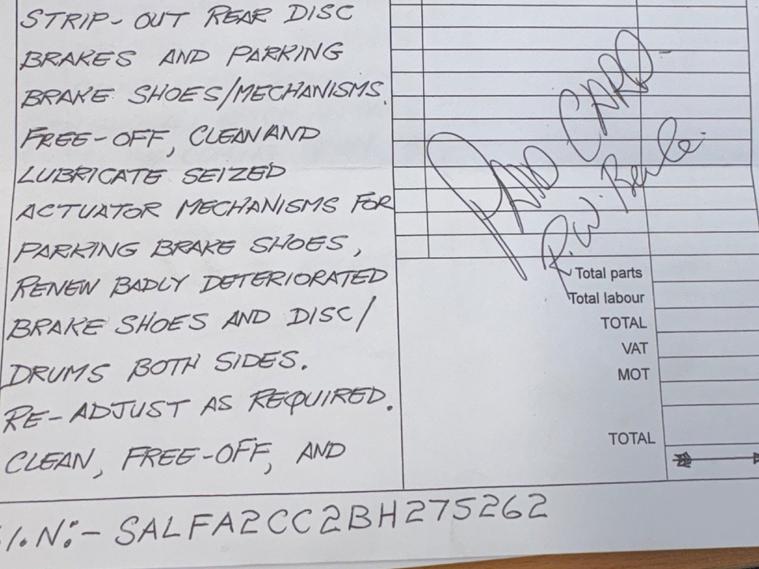 STRIP-OUT REAR DISC
BRAKES AND PARKING
BRAKE SHOES/MECHANISMS.
FREE-OFF, CLEAN AND
LUBRICATE SEIZED
ACTUATOR MECHANISMS FOR
PARKING BRAKE SHOES,
RENEW BADLY DETERIORATED
BRAKE SHOES AND DISC/
DRUMS BOTH SIDES.
RE-ADJUST AS REQUIRED.
CLEAN, FREE-OFF, AND
PAID CARD
R.W.
Total parts
Total labour
TOTAL
VAT
MOT
TOTAL
I.N:- SALFA2CC2BH275262